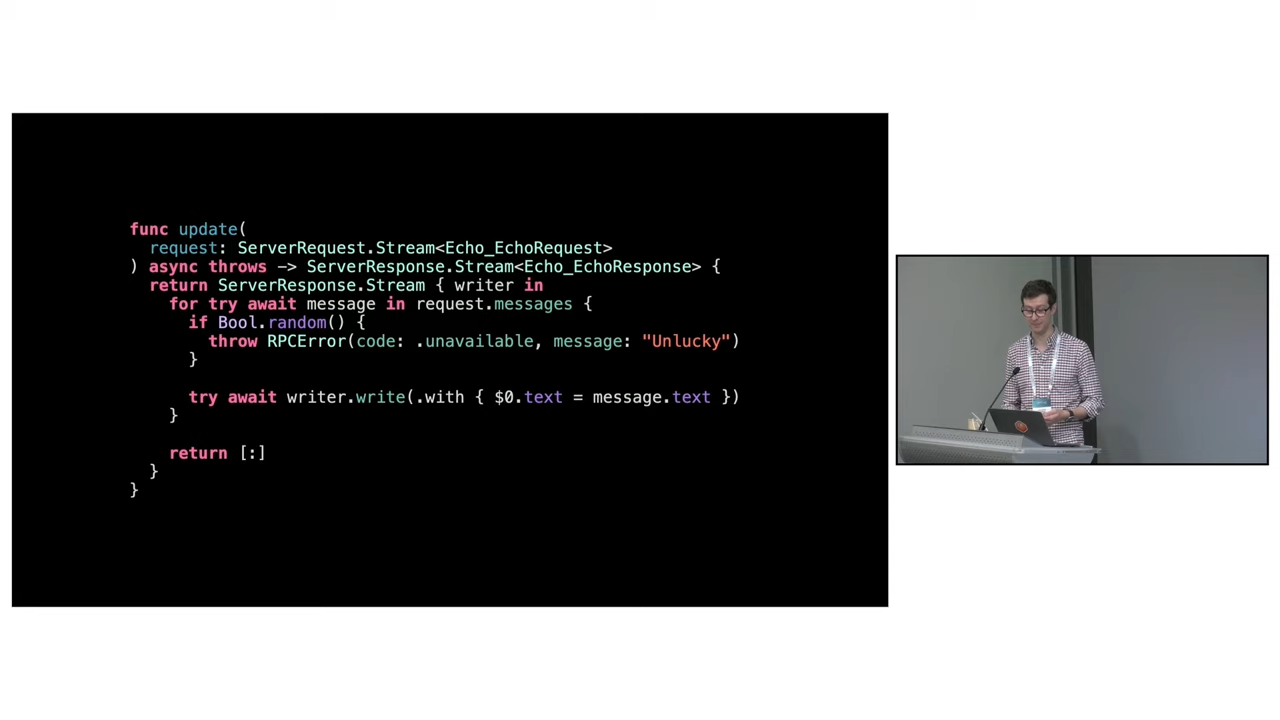 func update(
request: ServerRequest.Stream<Echo_EchoRequest>
) async throws -> ServerResponse.Stream<Echo_EchoResponse> {
return ServerResponse.Stream { writer in
for try await message in request.messages {
if Bool.random() {
throw RPCError(code: .unavailable, message: "Unlucky")
}
try await writer.write(.with { $0.text = message.text })
}
return [:]
}
}